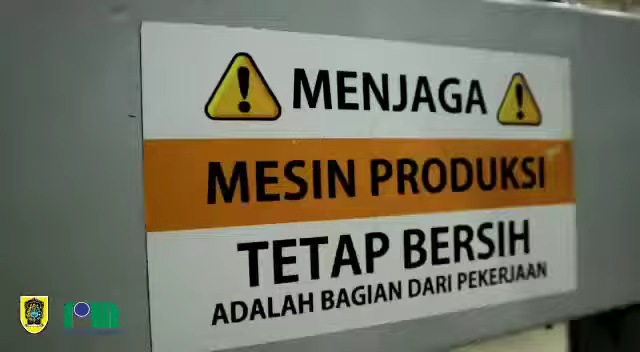 MENJAGA
MESIN PRODUKSI
TETAP BERSIH
ADALAH BAGIAN DARI PEKERJAAN